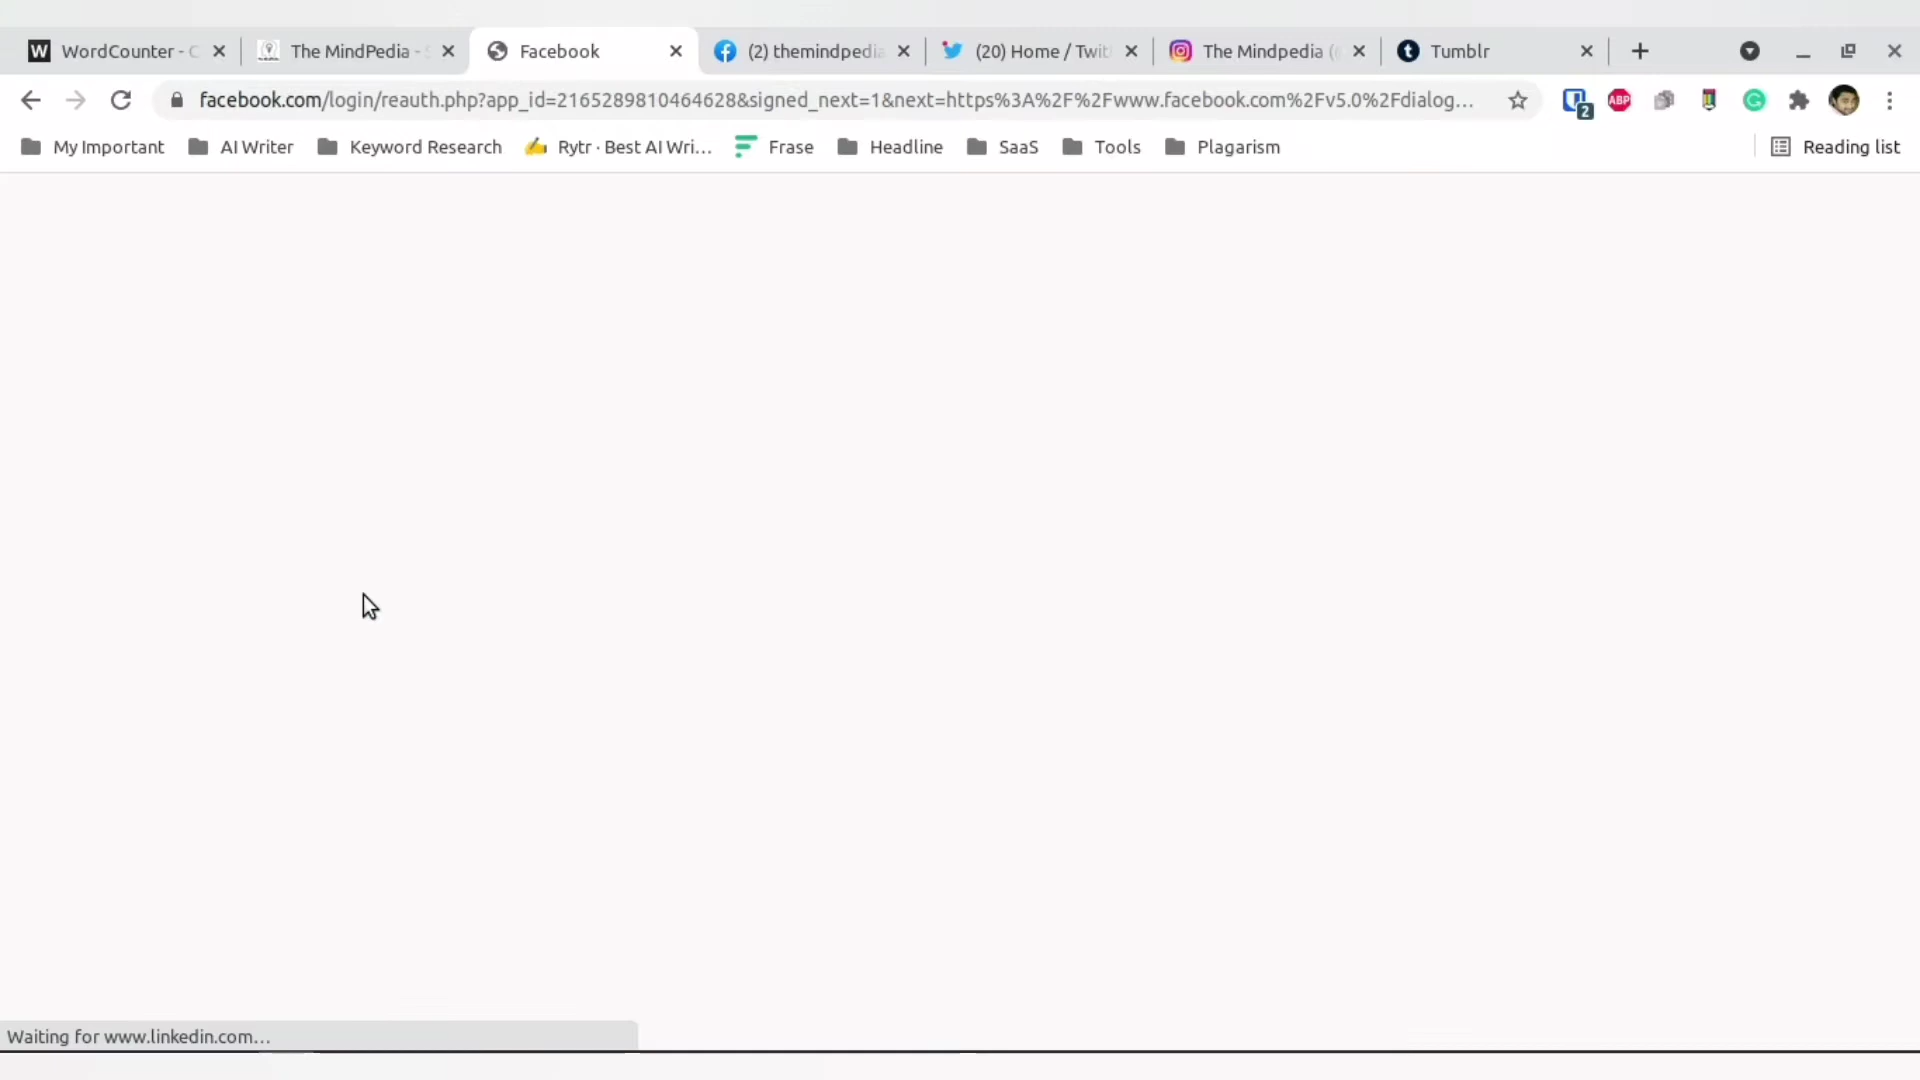 WordCounter - C
The MindPedia -
Facebook
(2) themindpedia
(20) Home / Twit
The Mindpedia (
Tumblr
facebook.com/login/reauth.php?app_id=2165289810464628&signed_next=1&next=https%3A%2F%2Fwww.facebook.com%2Fv5.0%2Fdialog...
2
ABP
My Important
AI Writer
Keyword Research
Rytr · Best AI Wri...
Frase
Headline
SaaS
Tools
Plagarism
Reading list
Waiting for www.linkedin.com...